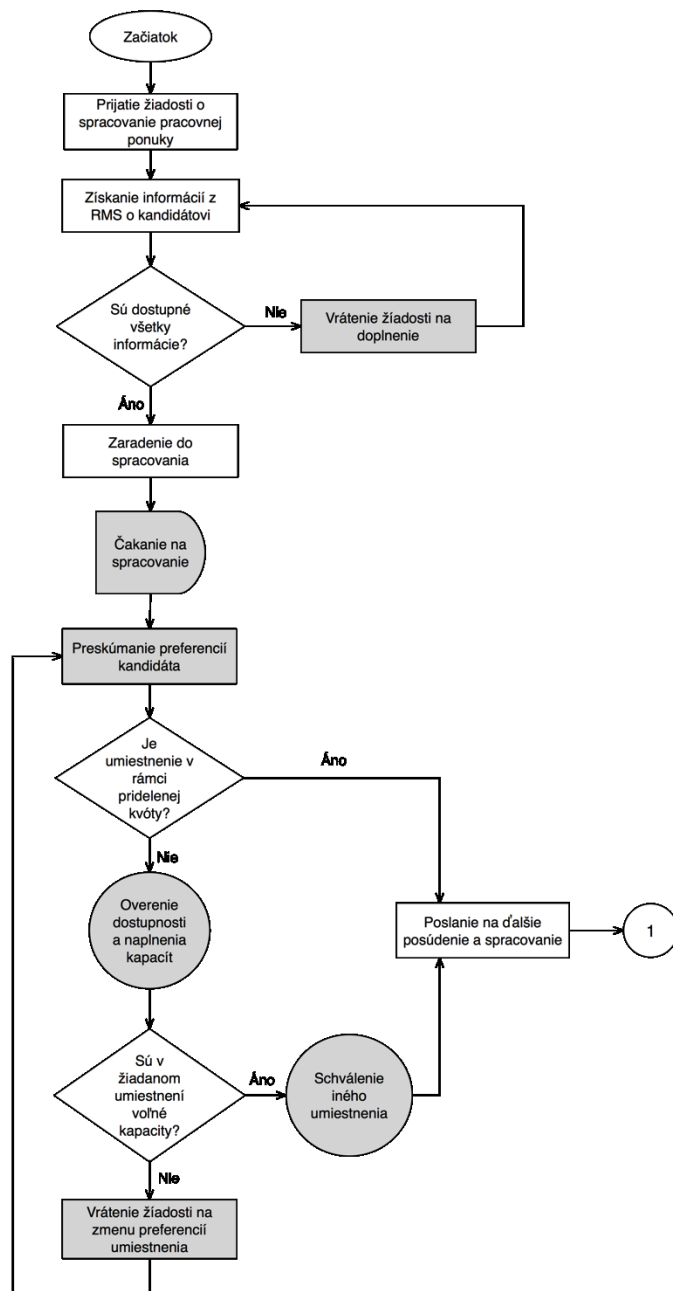 Začiatok
Prijatie žiadosti o
spracovanie pracovnej
ponuky
Získanie informácií z
RMS o kandidátovi
Sú dostupné
všetky
informácie?
Nie
Vrátenie žiadosti na
doplnenie
Áno
Zaradenie do
spracovania
Čakanie na
spracovanie
Preskúmanie preferencií
kandidáta
Je
umiestnenie v
rámci
pridelenej
kvóty?
Áno
Nie
Overenie
dostupnosti
a naplnenia
kapacít
Poslanie na ďalšie
posúdenie a spracovanie
1
Sú v
žiadanom
umiestnení
voľné
kapacity?
Áno
Schválenie
iného
umiestnenia
Nie
Vrátenie žiadosti na
zmenu preferencií
umiestnenia